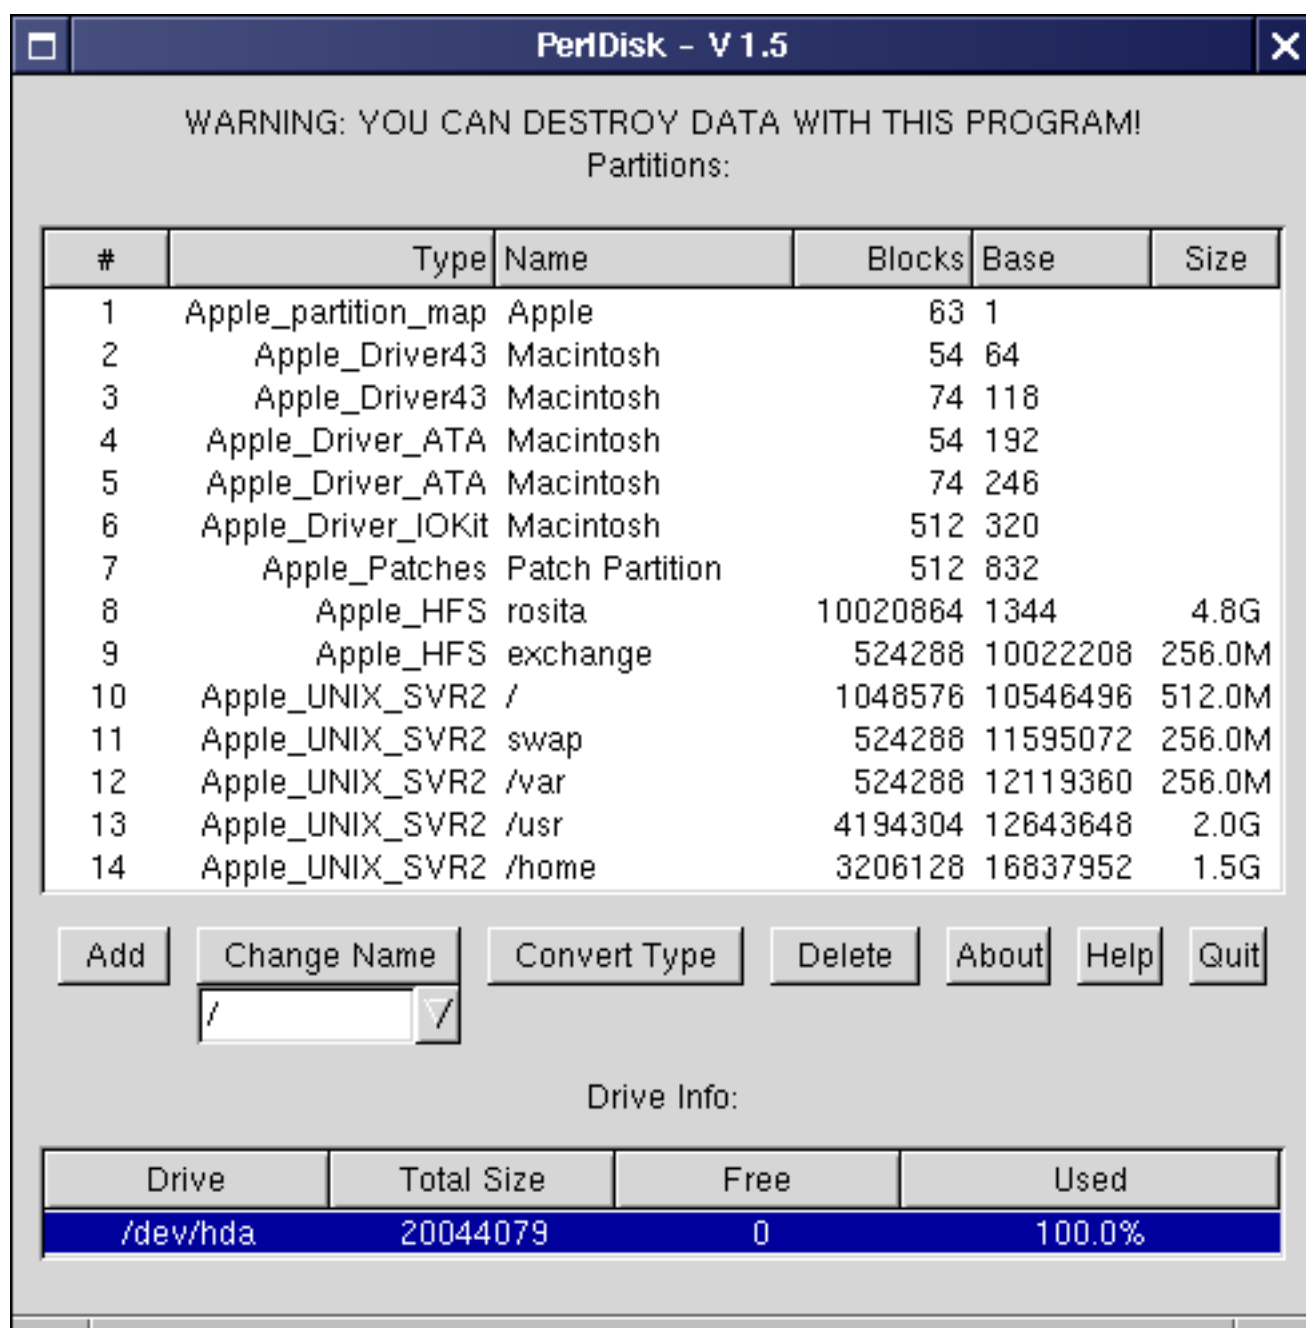 PerlDisk - V 1.5
WARNING: YOU CAN DESTROY DATA WITH THIS PROGRAM!
Partitions:
# Type Name Blocks Base Size
1 Apple_partition_map Apple 63 1
2 Apple_Driver43 Macintosh 54 64
3 Apple_Driver43 Macintosh 74 118
4 Apple_Driver_ATA Macintosh 54 192
5 Apple_Driver_ATA Macintosh 74 246
6 Apple_Driver_IOKit Macintosh 512 320
7 Apple_Patches Patch Partition 512 832
8 Apple_HFS rosita 10020864 1344 4.8G
9 Apple_HFS exchange 524288 10022208 256.0M
10 Apple_UNIX_SVR2 / 1048576 10546496 512.0M
11 Apple_UNIX_SVR2 swap 524288 11595072 256.0M
12 Apple_UNIX_SVR2 /var 524288 12119360 256.0M
13 Apple_UNIX_SVR2 /usr 4194304 12643648 2.0G
14 Apple_UNIX_SVR2 /home 3206128 16837952 1.5G
Add Change Name Convert Type Delete About Help Quit
/
Drive Info:
Drive Total Size Free Used
/dev/hda 20044079 0 100.0%